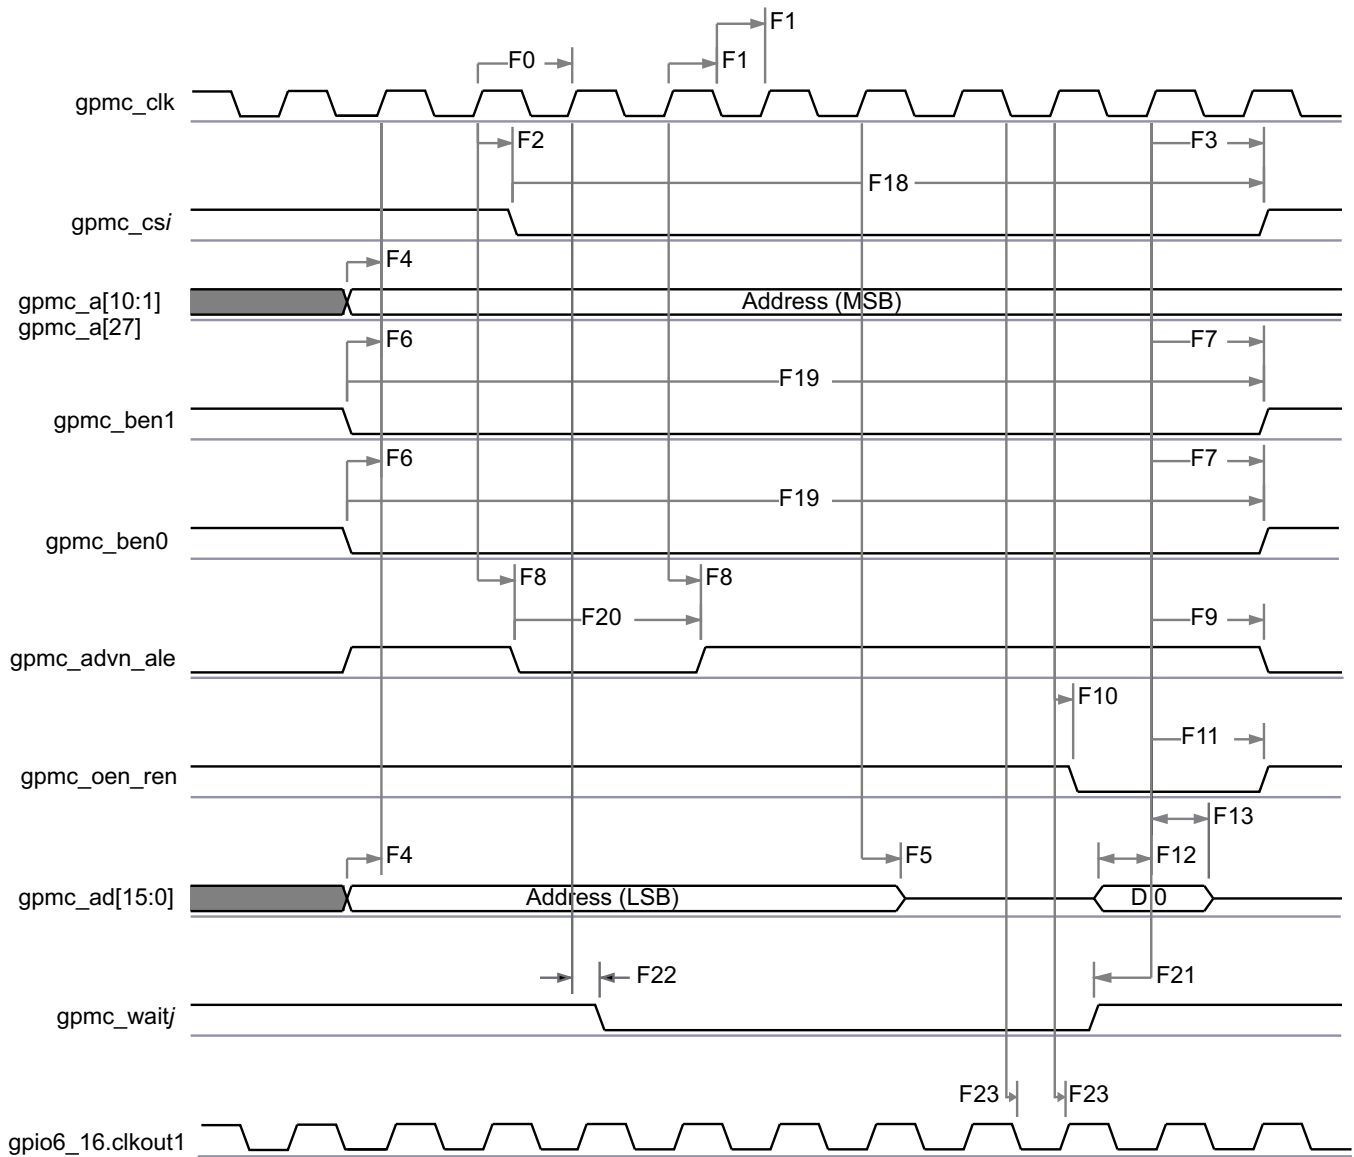 F1
F0
F1
gpmc_clk
F2
F3
F18
gpmc_csi
F4
gpmc_a[10:1]
Address (MSB)
gpmc_a[27]
F6
F7
F19
gpmc_ben1
F6
F7
F19
gpmc_ben0
F8
F8
F20
F9
gpmc_advn_ale
F10
F11
gpmc_oen_ren
F13
F4
F5
F12
gpmc_ad[15:0]
Address (LSB)
D 0
F22
F21
gpmc_waitj
F23
F23
gpio6_16.clkout1